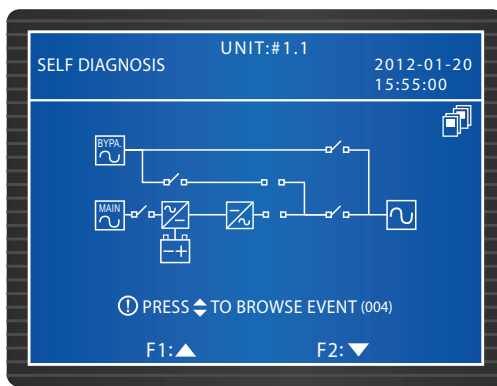 UNIT:#1.1
SELF DIAGNOSIS
2012-01-20
15:55:00
BYPA.
MAIN
PRESS TO BROWSE EVENT (004)
F1: F2: